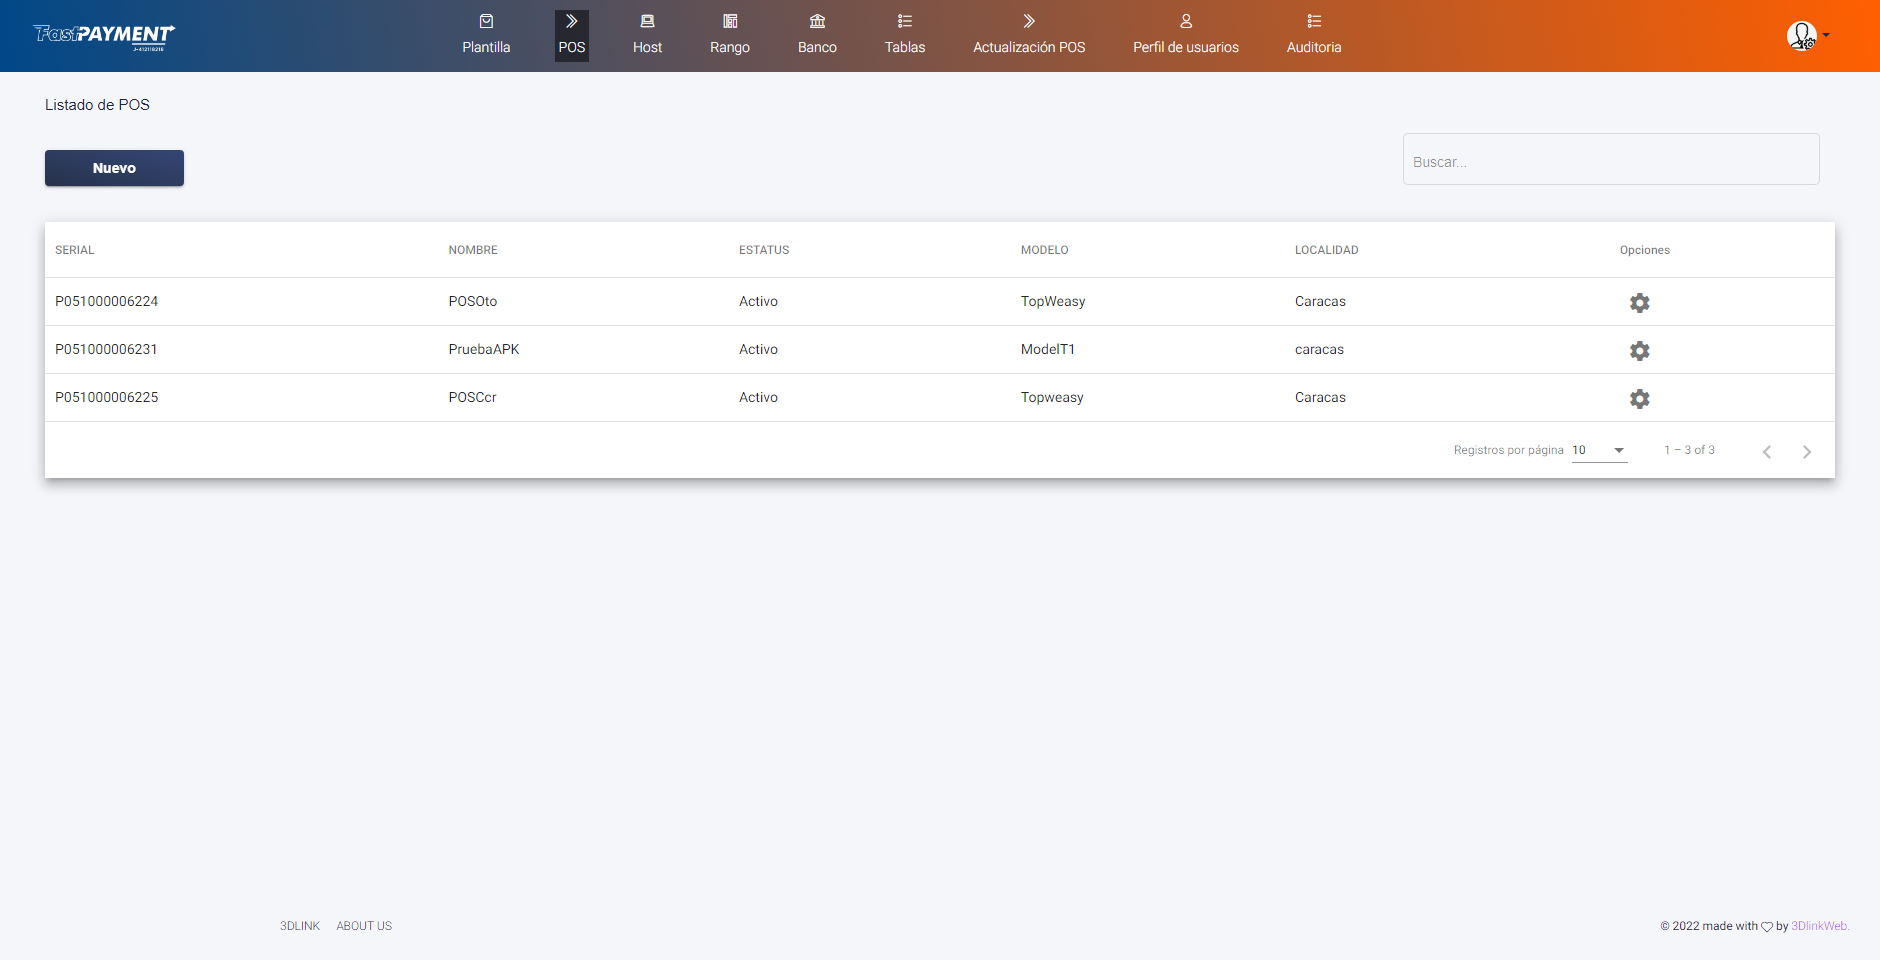 FastPAYMENT
J-412118218
Plantilla
POS
Host
Rango
Banco
Tablas
Actualización POS
Perfil de usuarios
Auditoria
Listado de POS
Nuevo
Buscar...
SERIAL NOMBRE ESTATUS MODELO LOCALIDAD Opciones
P051000006224 POSOto Activo TopWeasy Caracas
P051000006231 PruebaAPK Activo ModelT1 caracas
P051000006225 POSCcr Activo Topweasy Caracas
Registros por página 10 1 – 3 of 3
3DLINK ABOUT US
© 2022 made with by 3DlinkWeb.